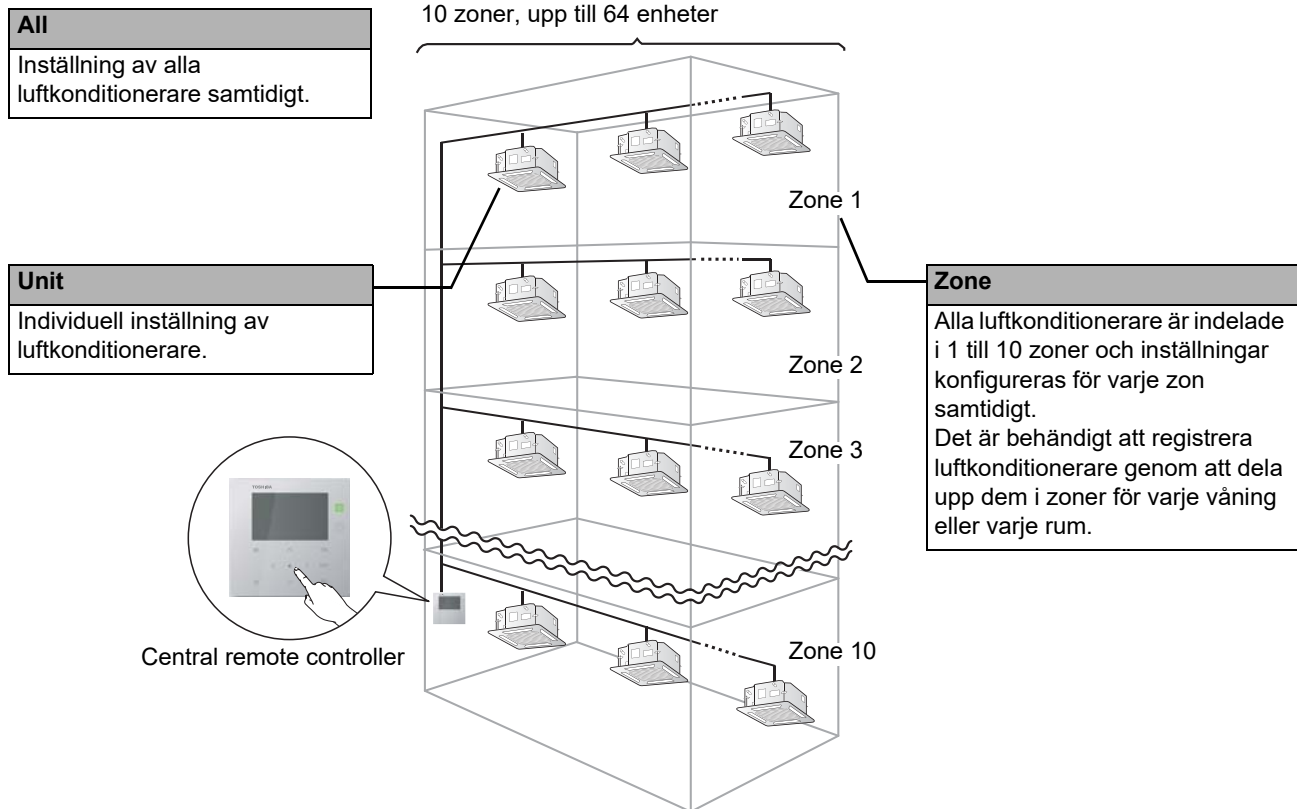 10 zoner, upp till 64 enheter
All
Inställning av alla
luftkonditionerare samtidigt.
Zone 1
Unit
Individuell inställning av
luftkonditionerare.
Zone
Alla luftkonditionerare är indelade
i 1 till 10 zoner och inställningar
konfigureras för varje zon
samtidigt.
Det är behändigt att registrera
luftkonditionerare genom att dela
upp dem i zoner för varje våning
eller varje rum.
Zone 2
Zone 3
TOSHIBA
Central remote controller
Zone 10